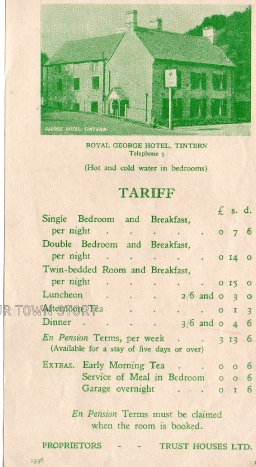 GEORGE HOTEL, TINTERN
ROYAL GEORGE HOTEL, TINTERN
Telephone 5
(Hot and cold water in bedrooms)
TARIFF
£ s. d.
Single Bedroom and Breakfast,
per night . . . . . . 0 7 6
Double Bedroom and Breakfast,
per night . . . . . . 0 14 0
Twin-bedded Room and Breakfast,
per night . . . . . . 0 15 0
Luncheon . . . 2/6 and 0 3 0
Afternoon Tea . . . . . 0 1 3
Dinner . . . 3/6 and 0 4 6
En Pension Terms, per week . 3 13 6
(Available for a stay of five days or over)
EXTRAS. Early Morning Tea . . 0 0 6
Service of Meal in Bedroom 0 0 6
Garage overnight . . 0 1 6
En Pension Terms must be claimed
when the room is booked.
PROPRIETORS - - TRUST HOUSES LTD.
1936
UR TOWN STORY